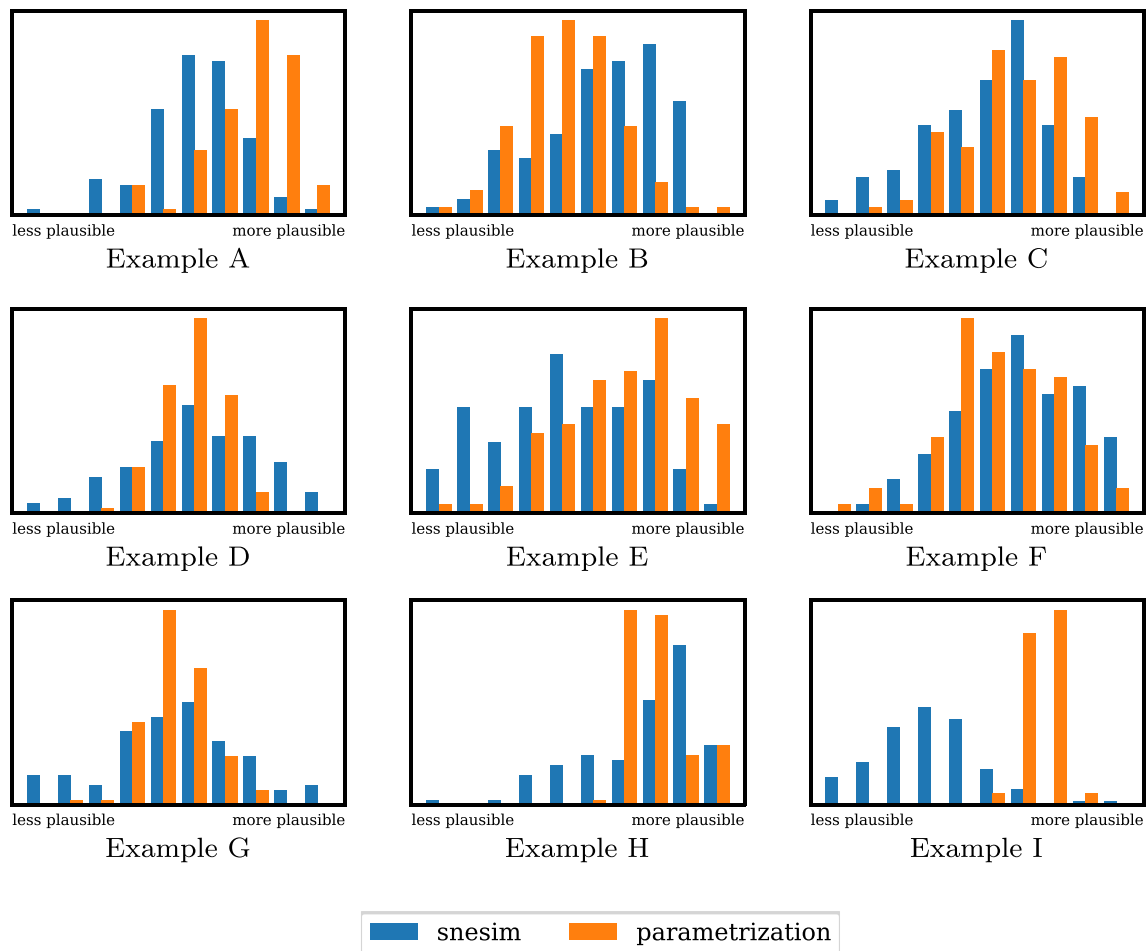 less plausible more plausible
Example A
less plausible more plausible
Example B
less plausible more plausible
Example C
less plausible more plausible
Example D
less plausible more plausible
Example E
less plausible more plausible
Example F
less plausible more plausible
Example G
less plausible more plausible
Example H
less plausible more plausible
Example I
snesim parametrization